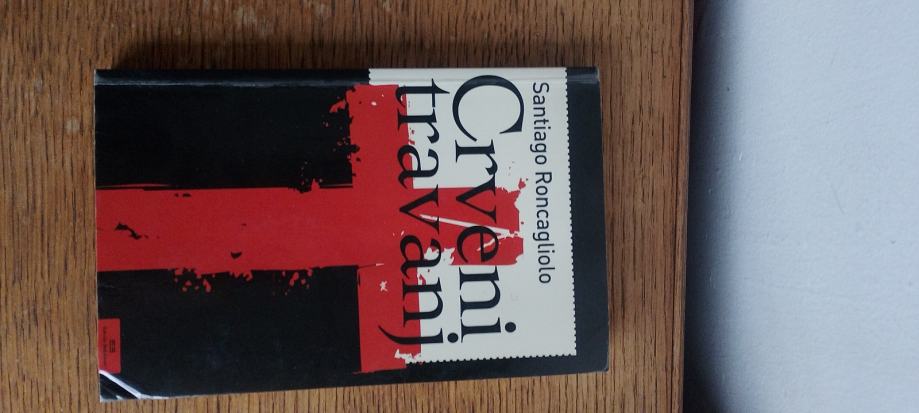 Santiago Roncagliolo
Crveni
travanj